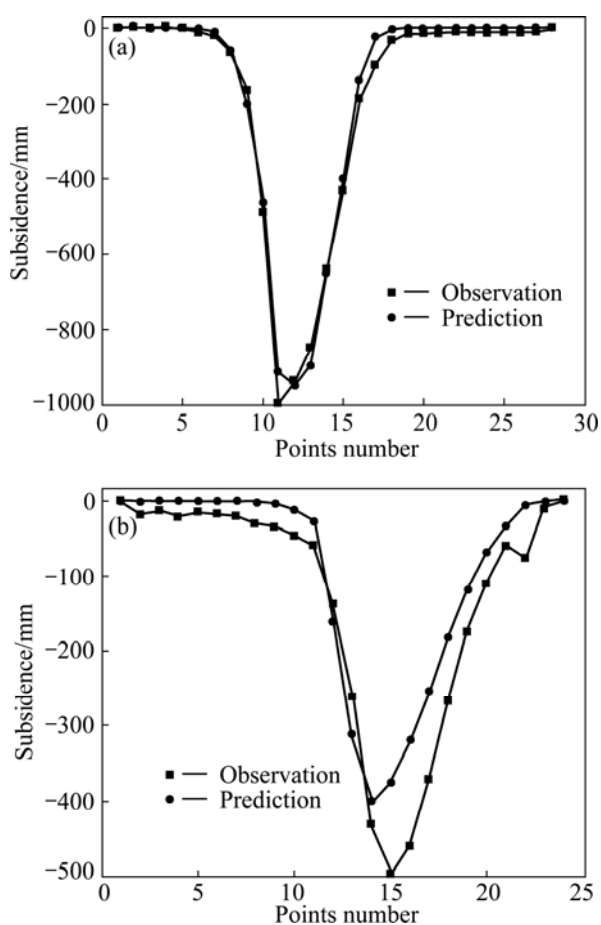 (a)
Subsidence/mm
0
−200
−400
−600
−800
−1000
Observation
Prediction
0 5 10 15 20 25 30
Points number
(b)
Subsidence/mm
0
−100
−200
−300
−400
−500
Observation
Prediction
0 5 10 15 20 25
Points number